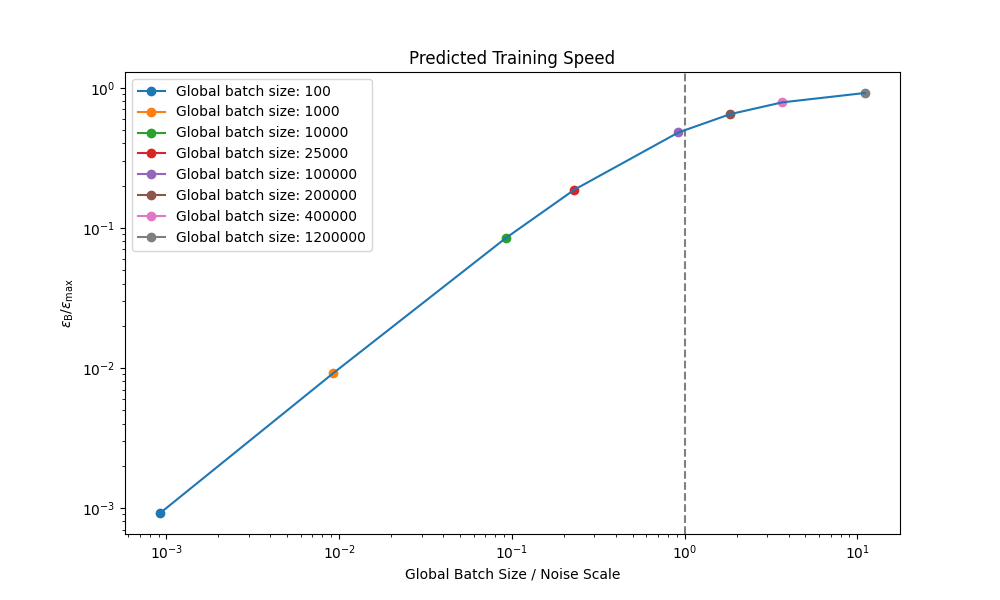 Predicted Training Speed
Global batch size: 100
Global batch size: 1000
Global batch size: 10000
Global batch size: 25000
Global batch size: 100000
Global batch size: 200000
Global batch size: 400000
Global batch size: 1200000
10⁰
10⁻¹
10⁻²
10⁻³
ε_B/ε_max
10⁻³ 10⁻² 10⁻¹ 10⁰ 10¹
Global Batch Size / Noise Scale